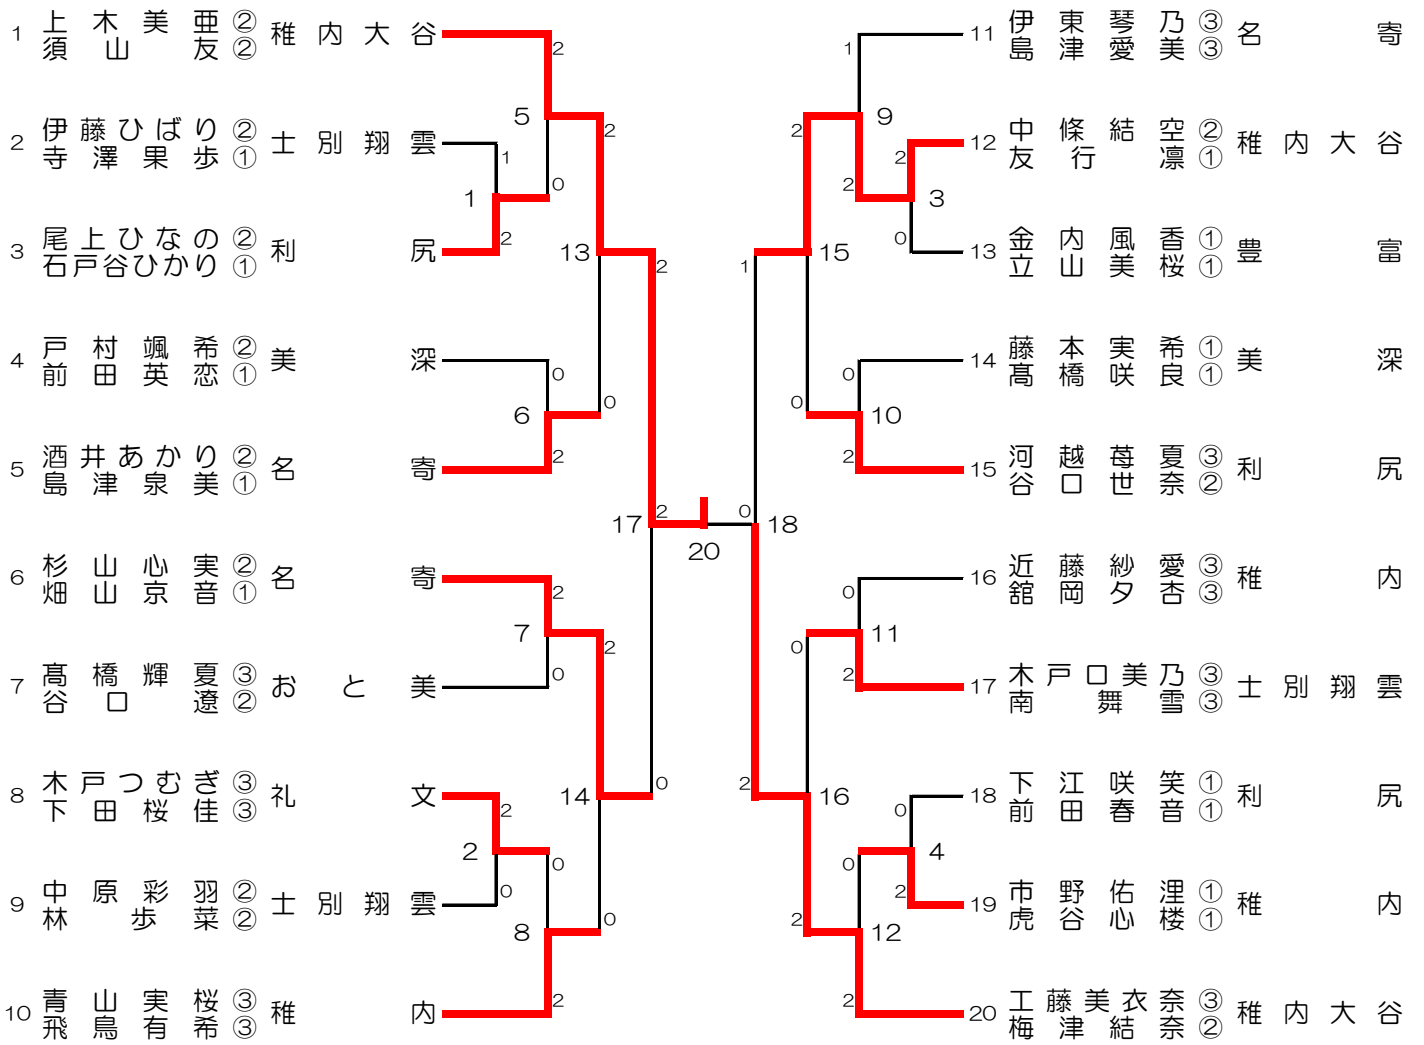 1 上木美亜 ② 稚内大谷
須山友 ②
2 伊藤ひばり ② 士別翔雲
寺澤果歩 ①
3 尾上ひなの ② 利尻
石戸谷ひかり ①
4 戸村颯希 ② 美深
前田英恋 ①
5 酒井あかり ② 名寄
島津泉美 ①
6 杉山心実 ② 名寄
畑山京音 ①
7 髙橋輝夏 ③ おと美
谷口遼 ②
8 木戸つむぎ ③ 礼文
下田桜佳 ③
9 中原彩羽 ② 士別翔雲
林歩菜 ②
10 青山実桜 ③ 稚内
飛鳥有希 ③
2
5
2
1
0
1
2
13
2
0
6
0
2
17
2
20
2
7
2
0
14
0
2
2
0
0
8
0
2
1
9
2
2
2
3
0
1
15
0
0
10
2
0
18
0
11
0
2
2
16
0
0
4
2
2
12
2
11 伊東琴乃 ③ 名寄
島津愛美 ③
12 中條結空 ② 稚内大谷
友行凛 ①
13 金内風香 ① 豊富
立山美桜 ①
14 藤本実希 ① 美深
髙橋咲良 ①
15 河越苺夏 ③ 利尻
谷口世奈 ②
16 近藤紗愛 ③ 稚内
舘岡夕杏 ③
17 木戸口美乃 ③ 士別翔雲
南舞雪 ③
18 下江咲笑 ① 利尻
前田春音 ①
19 市野佑浬 ① 稚内
虎谷心楼 ①
20 工藤美衣奈 ③ 稚内大谷
梅津結奈 ②